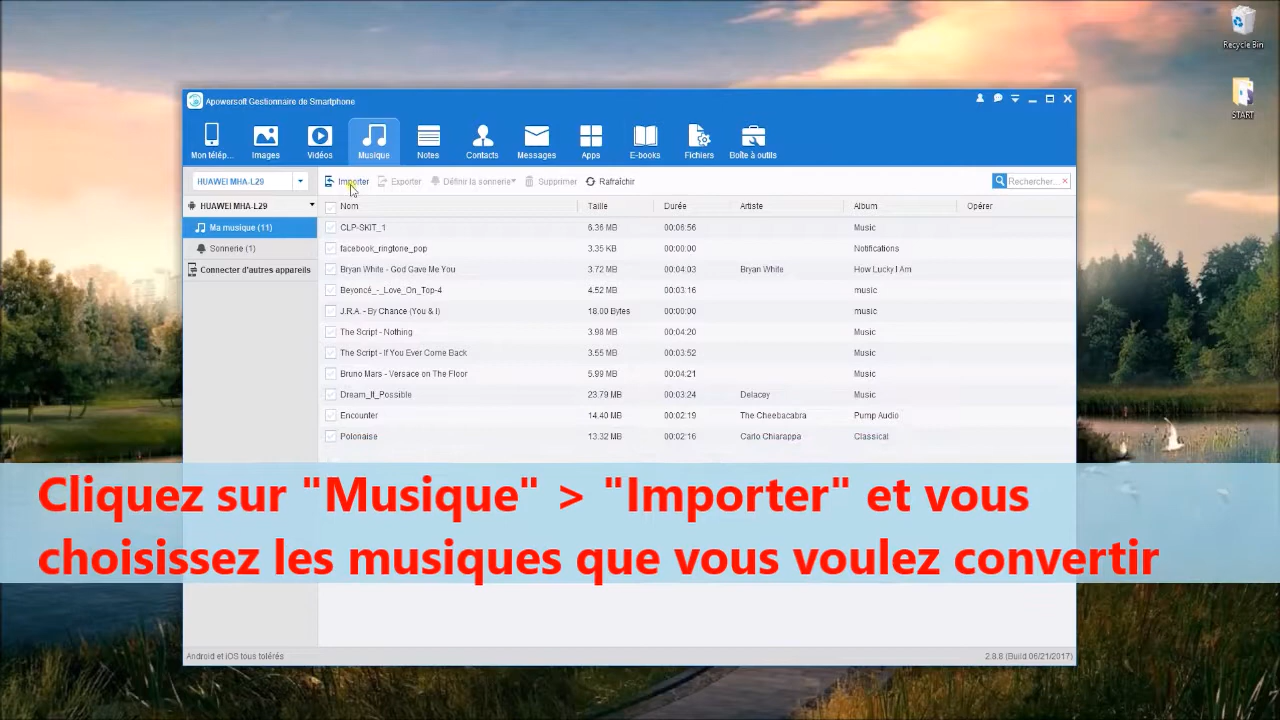 Recycle Bin
START
Apowersoft Gestionnaire de Smartphone
Mon télép... Images Vidéos Musique Notes Contacts Messages Apps E-books Fichiers Boîte à outils
HUAWEI MHA-L29 Importer Exporter Définir la sonnerie Supprimer Rafraîchir Rechercher...
HUAWEI MHA-L29 Nom Taille Durée Artiste Album Opérer
Ma musique (11) CLP-SKIT_1 6.36 MB 00:06:56 Music
Sonnerie (1) facebook_ringtone_pop 3.35 KB 00:00:00 Notifications
Connecter d'autres appareils Bryan White - God Gave Me You 3.72 MB 00:04:03 Bryan White How Lucky I Am
Beyoncé_-_Love_On_Top-4 4.52 MB 00:03:16 music
J.R.A. - By Chance (You & I) 18.00 Bytes 00:00:00 music
The Script - Nothing 3.98 MB 00:04:20 Music
The Script - If You Ever Come Back 3.55 MB 00:03:52 Music
Bruno Mars - Versace on The Floor 5.99 MB 00:04:21 Music
Dream_It_Possible 23.79 MB 00:03:24 Delacey Music
Encounter 14.40 MB 00:02:19 The Cheebacabra Pump Audio
Polonaise 13.32 MB 00:02:16 Carlo Chiarappa Classical
Cliquez sur "Musique" > "Importer" et vous
choisissez les musiques que vous voulez convertir
Android et iOS tous tolérés 2.8.8 (Build 06/21/2017)